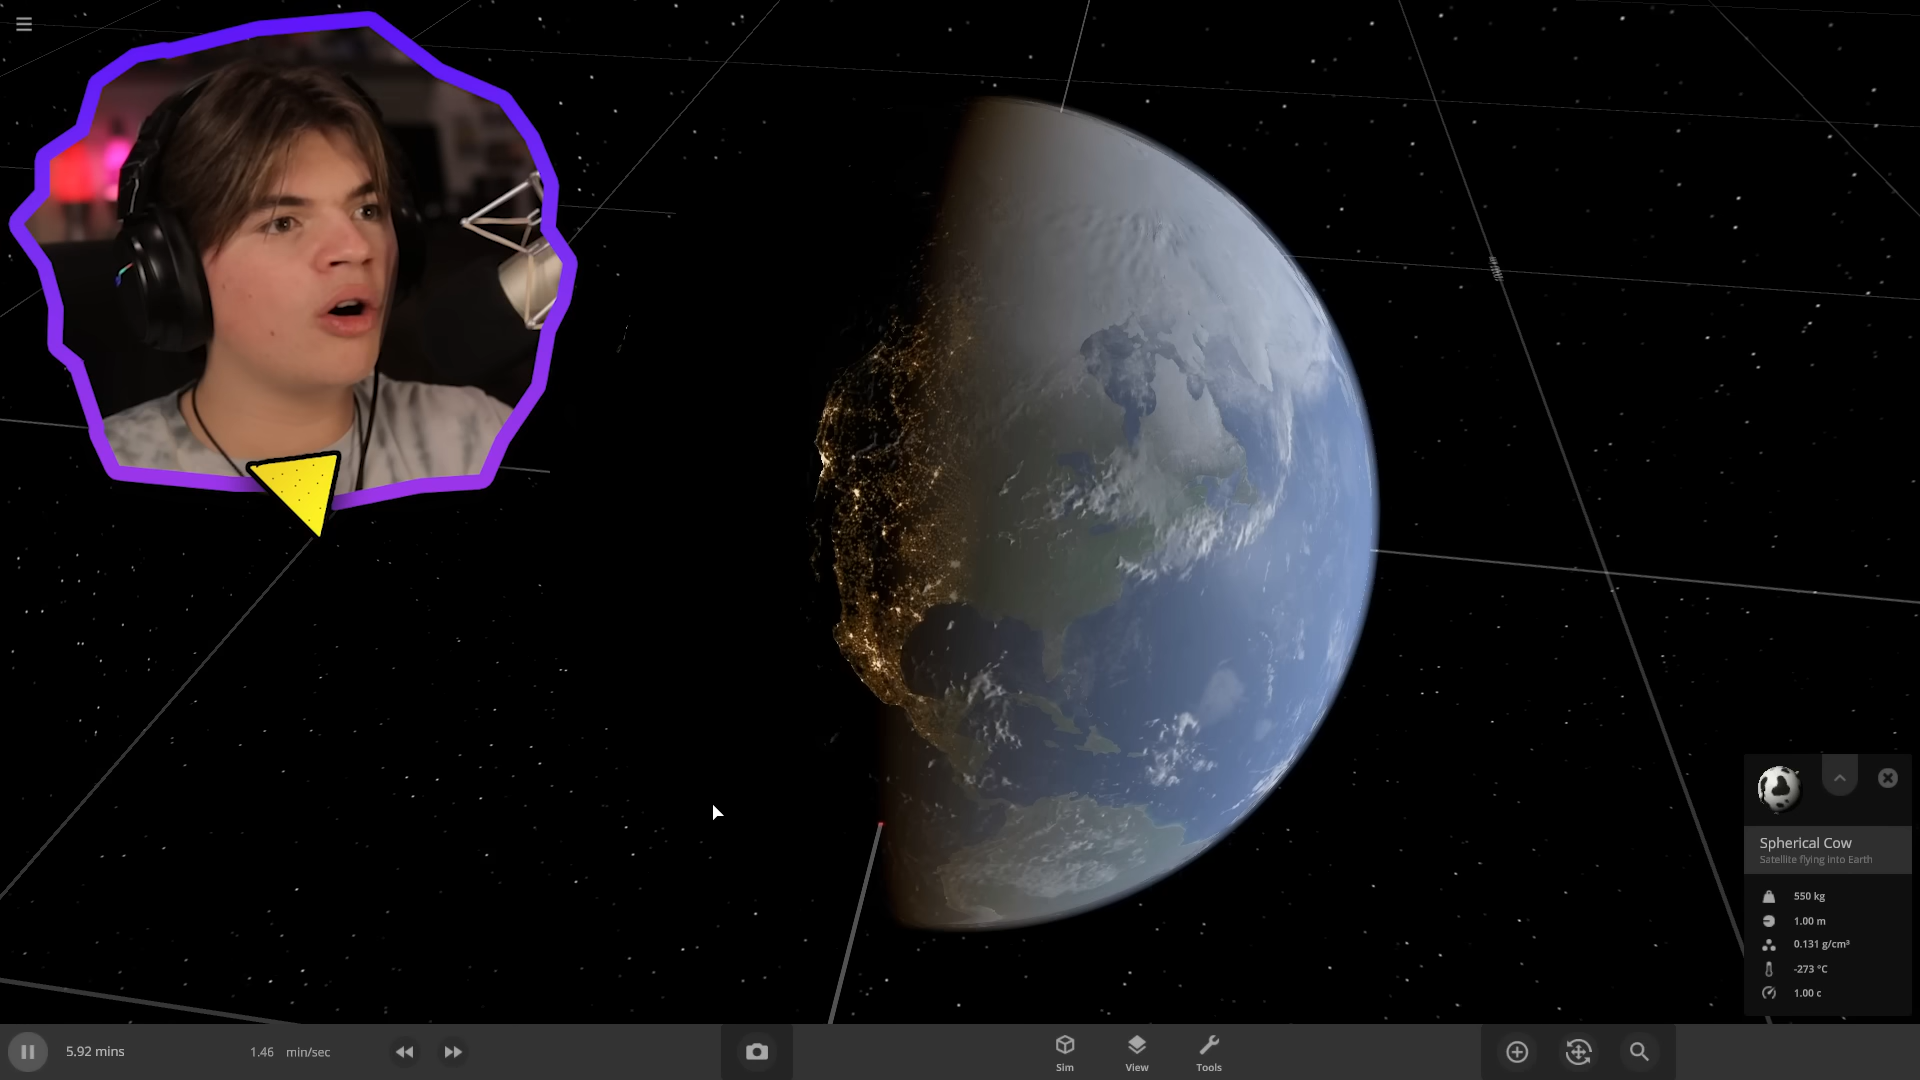 Spherical Cow
Satellite flying into Earth
550 kg
1.00 m
0.131 g/cm³
-273 °C
1.00 c
5.92 mins
1.46 min/sec
Sim
View
Tools